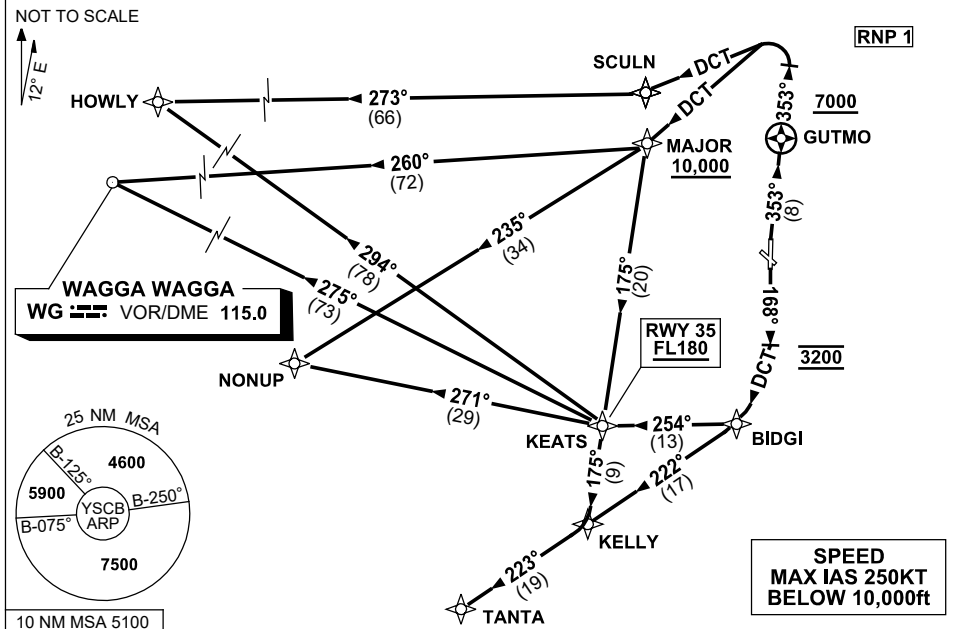 NOT TO SCALE
12° E
RNP 1
SCULN
DCT
DCT
HOWLY
273°
(66)
353°
7000
GUTMO
MAJOR
10,000
260°
(72)
353°
(8)
235°
(34)
294°
(78)
175°
(20)
275°
(73)
WAGGA WAGGA
WG VOR/DME 115.0
168°
RWY 35
FL180
3200
DCT
NONUP
271°
(29)
KEATS
254°
(13)
BIDGI
25 NM MSA
B-125°
4600
5900
YSCB
ARP
B-250°
B-075°
7500
175°
(9)
222°
(17)
KELLY
223°
(19)
TANTA
SPEED
MAX IAS 250KT
BELOW 10,000ft
10 NM MSA 5100